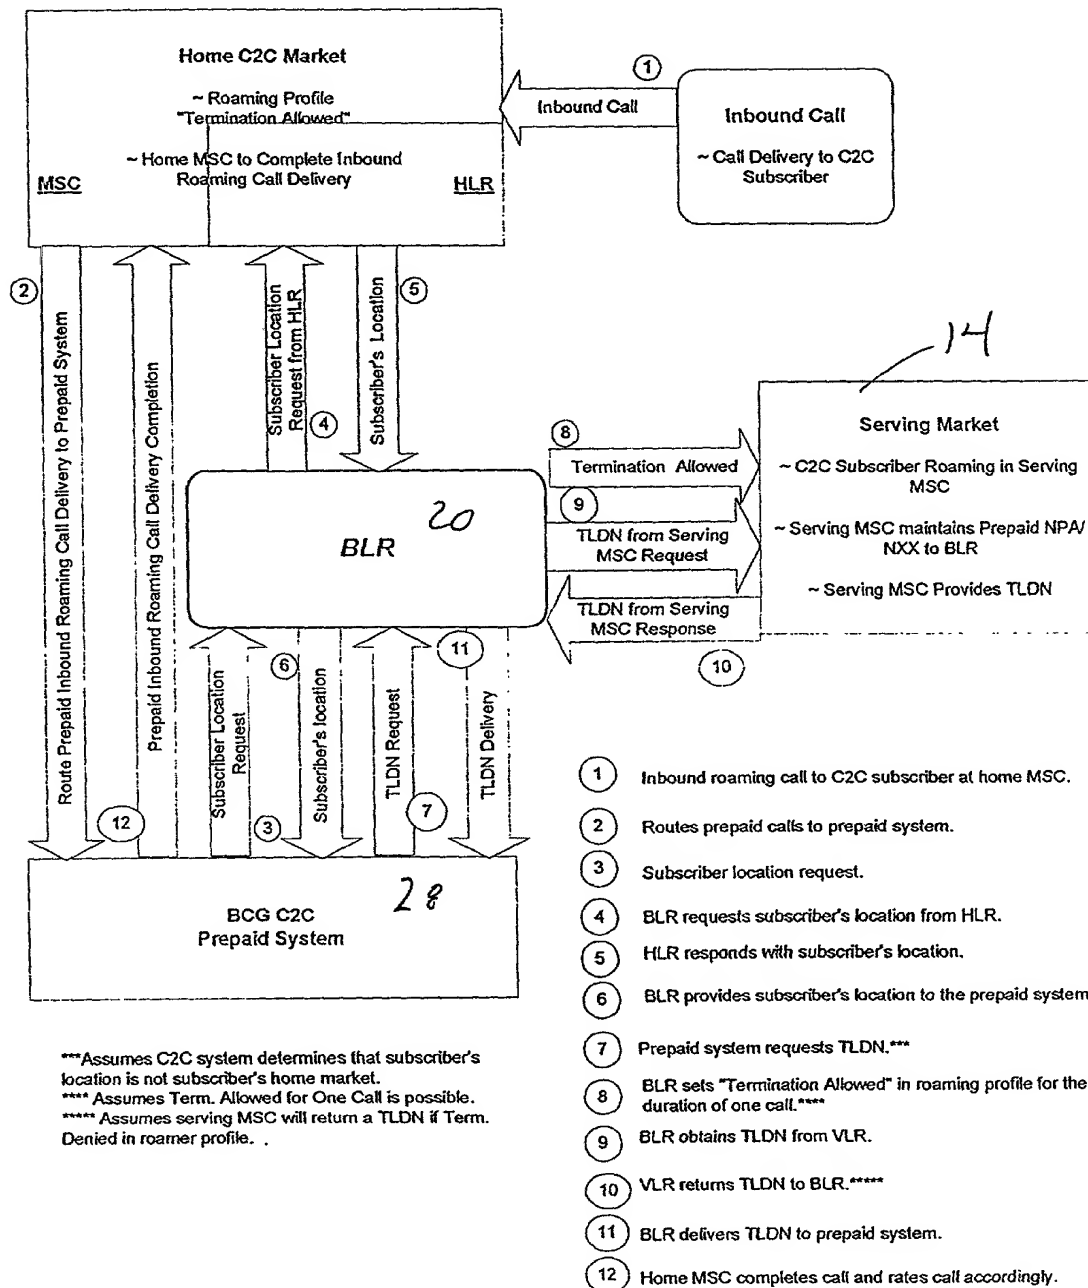 Home C2C Market
~ Roaming Profile
"Termination Allowed"
~ Home MSC to Complete Inbound
Roaming Call Delivery
MSC
HLR
1
Inbound Call
Inbound Call
~ Call Delivery to C2C
Subscriber
2
Route Prepaid Inbound Roaming Call Delivery to Prepaid System
Prepaid Inbound Roaming Call Delivery Completion
Subscriber Location
Request from HLR
4
Subscriber's Location
5
14
Serving Market
~ C2C Subscriber Roaming in Serving
MSC
~ Serving MSC maintains Prepaid NPA/
NXX to BLR
~ Serving MSC Provides TLDN
8
Termination Allowed
9
TLDN from Serving
MSC Request
TLDN from Serving
MSC Response
10
20
BLR
12
Subscriber Location
Request
3
6
Subscriber's location
TLDN Request
7
11
TLDN Delivery
BCG C2C
Prepaid System
28
***Assumes C2C system determines that subscriber's
location is not subscriber's home market.
**** Assumes Term. Allowed for One Call is possible.
***** Assumes serving MSC will return a TLDN if Term.
Denied in roamer profile. .
1 Inbound roaming call to C2C subscriber at home MSC.
2 Routes prepaid calls to prepaid system.
3 Subscriber location request.
4 BLR requests subscriber's location from HLR.
5 HLR responds with subscriber's location.
6 BLR provides subscriber's location to the prepaid system
7 Prepaid system requests TLDN.***
8 BLR sets "Termination Allowed" in roaming profile for the
duration of one call.****
9 BLR obtains TLDN from VLR.
10 VLR returns TLDN to BLR.*****
11 BLR delivers TLDN to prepaid system.
12 Home MSC completes call and rates call accordingly.